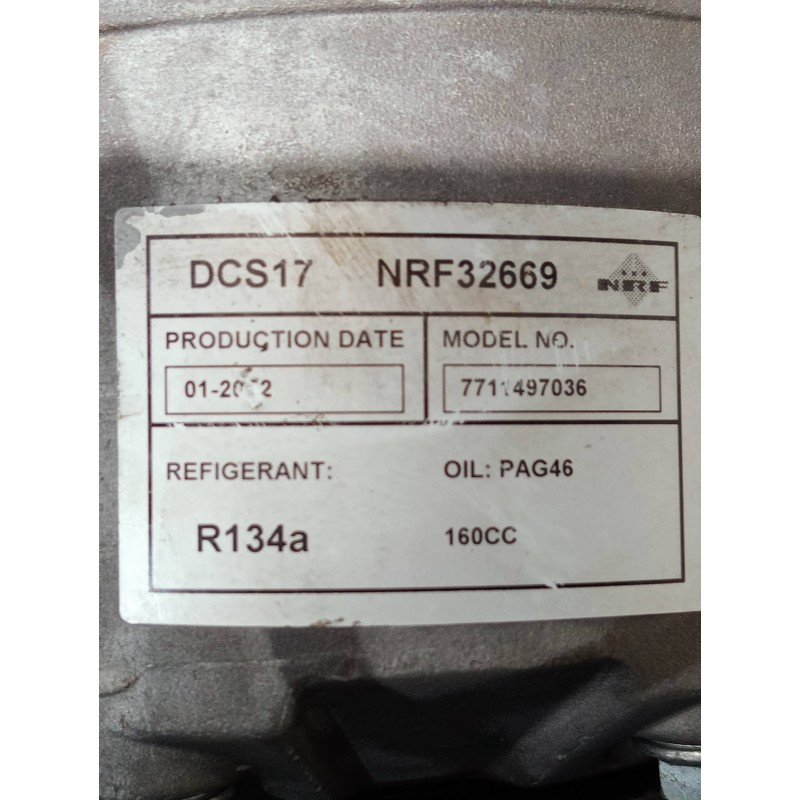 DCS17 NRF32669 NRF
PRODUCTION DATE MODEL NO.
7711497036
REFIGERANT: OIL: PAG46
R134a 160CC